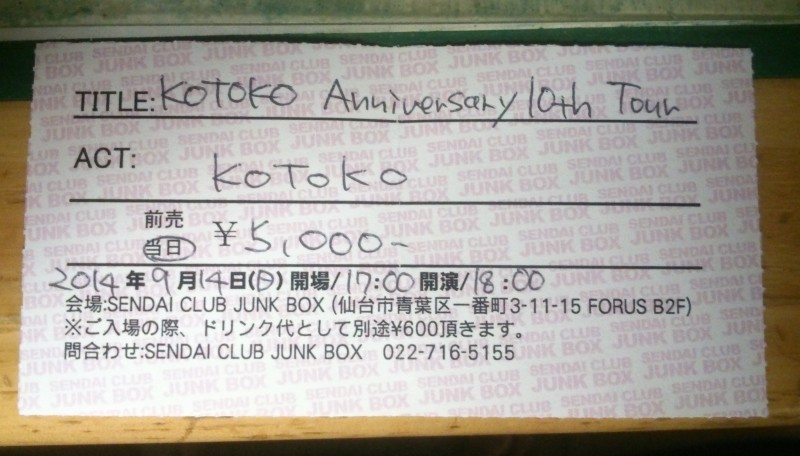 TITLE: KOTOKO Anniversary 10th Tour
ACT: KOTOKO
前売
当日 ¥5,000-
2014年9月14日(日) 開場/17:00 開演/18:00
会場:SENDAI CLUB JUNK BOX (仙台市青葉区一番町3-11-15 FORUS B2F)
※ご入場の際、ドリンク代として別途¥600頂きます。
問合わせ:SENDAI CLUB JUNK BOX 022-716-5155